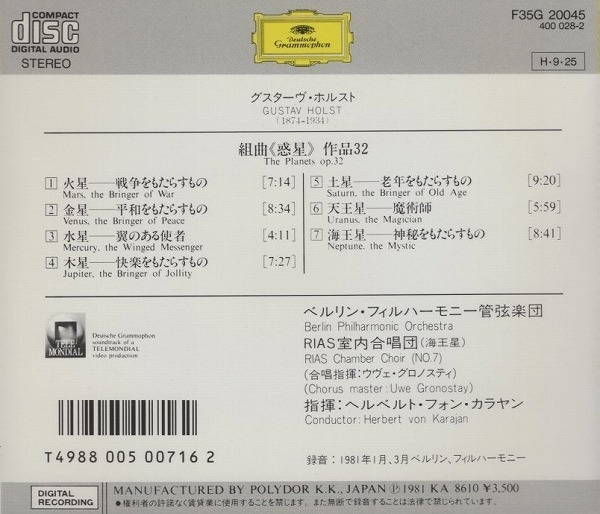 COMPACT
disc
DIGITAL AUDIO
STEREO
Deutsche
Grammophon
F35G 20045
400 028-2
H・9・25
グスターヴ・ホルスト
GUSTAV HOLST
(1874-1934)
組曲《惑星》 作品32
The Planets op.32
1 火星──戦争をもたらすもの [7:14]
Mars, the Bringer of War
2 金星──平和をもたらすもの [8:34]
Venus, the Bringer of Peace
3 水星──翼のある使者 [4:11]
Mercury, the Winged Messenger
4 木星──快楽をもたらすもの [7:27]
Jupiter, the Bringer of Jollity
5 土星──老年をもたらすもの [9:20]
Saturn, the Bringer of Old Age
6 天王星──魔術師 [5:59]
Uranus, the Magician
7 海王星──神秘をもたらすもの [8:41]
Neptune, the Mystic
TELE
MONDIAL
Deutsche Grammophon
soundtrack of a
TELEMONDIAL
video production
ベルリン・フィルハーモニー管弦楽団
Berlin Philharmonic Orchestra
RIAS室内合唱団(海王星)
RIAS Chamber Choir (NO.7)
(合唱指揮:ウヴェ・グロノスティ)
(Chorus master: Uwe Gronostay)
指揮:ヘルベルト・フォン・カラヤン
Conductor: Herbert von Karajan
T4988 005 00716 2
録音:1981年1月、3月ベルリン、フィルハーモニー
DIGITAL
RECORDING
MANUFACTURED BY POLYDOR K.K., JAPAN Ⓟ1981 KA 8610 ¥3,500
●権利者の許諾なく賃貸業に使用することを禁じます。また無断で録音することは法律で禁じられています。